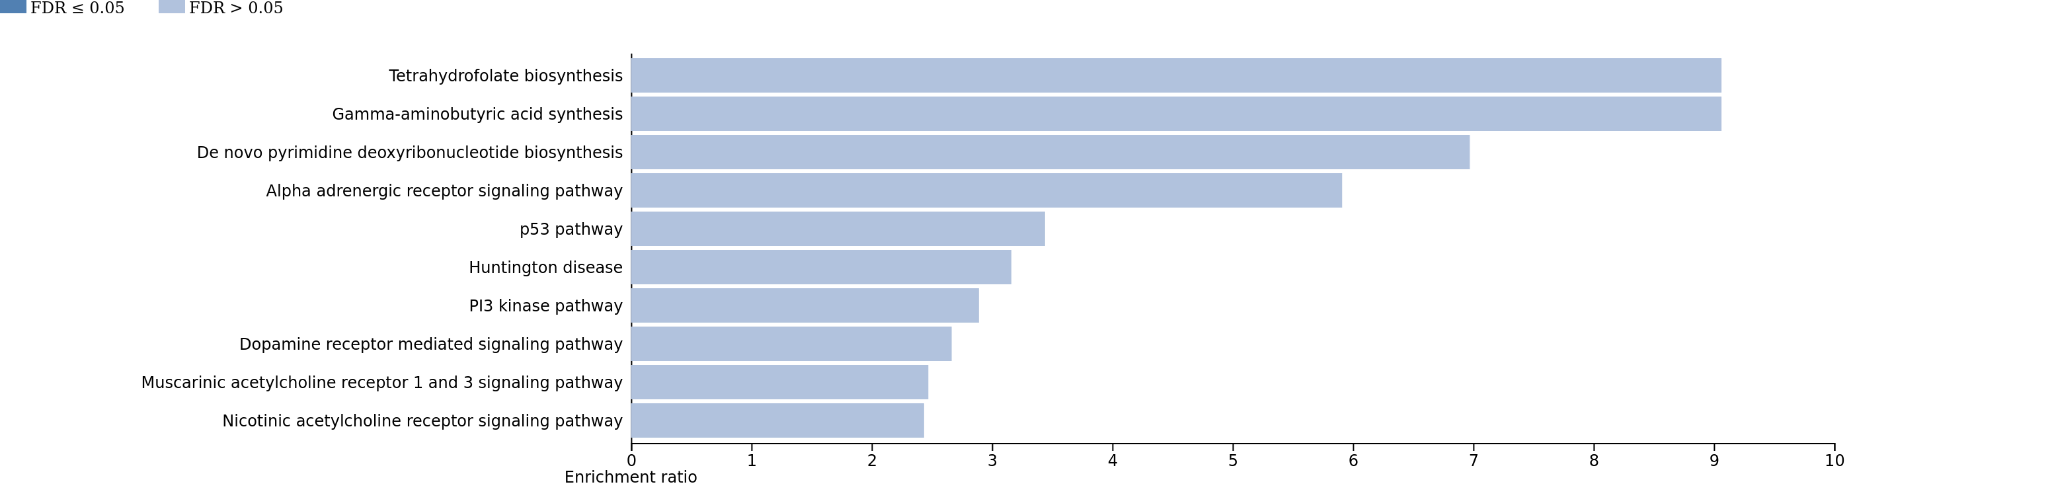 FDR ≤ 0.05 FDR > 0.05
Tetrahydrofolate biosynthesis
Gamma-aminobutyric acid synthesis
De novo pyrimidine deoxyribonucleotide biosynthesis
Alpha adrenergic receptor signaling pathway
p53 pathway
Huntington disease
PI3 kinase pathway
Dopamine receptor mediated signaling pathway
Muscarinic acetylcholine receptor 1 and 3 signaling pathway
Nicotinic acetylcholine receptor signaling pathway
0 1 2 3 4 5 6 7 8 9 10
Enrichment ratio